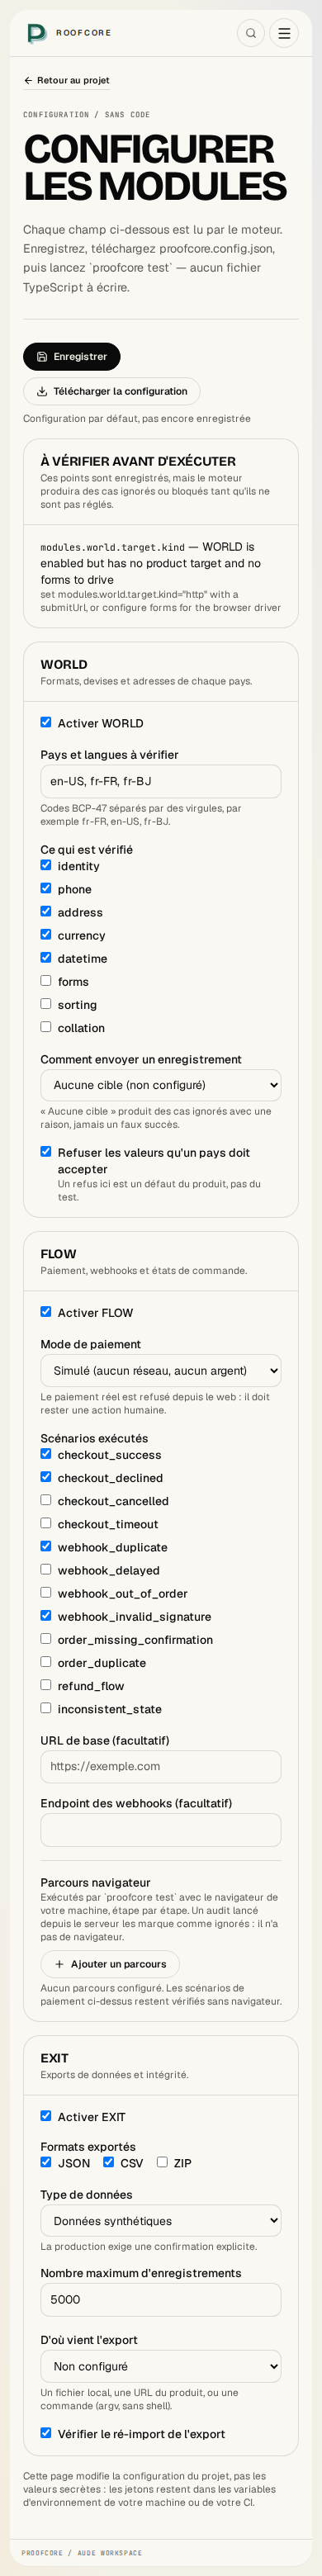 ROOFCORE
← Retour au projet
CONFIGURATION / SANS CODE
CONFIGURER
LES MODULES
Chaque champ ci-dessous est lu par le moteur.
Enregistrez, téléchargez proofcore.config.json,
puis lancez `proofcore test` — aucun fichier
TypeScript à écrire.
Enregistrer
Télécharger la configuration
Configuration par défaut, pas encore enregistrée
À VÉRIFIER AVANT D'EXÉCUTER
Ces points sont enregistrés, mais le moteur
produira des cas ignorés ou bloqués tant qu'ils ne
sont pas réglés.
modules.world.target.kind — WORLD is
enabled but has no product target and no
forms to drive
set modules.world.target.kind="http" with a
submitUrl, or configure forms for the browser driver
WORLD
Formats, devises et adresses de chaque pays.
Activer WORLD
Pays et langues à vérifier
en-US, fr-FR, fr-BJ
Codes BCP-47 séparés par des virgules, par
exemple fr-FR, en-US, fr-BJ.
Ce qui est vérifié
identity
phone
address
currency
datetime
forms
sorting
collation
Comment envoyer un enregistrement
Aucune cible (non configuré)
« Aucune cible » produit des cas ignorés avec une
raison, jamais un faux succès.
Refuser les valeurs qu'un pays doit
accepter
Un refus ici est un défaut du produit, pas du
test.
FLOW
Paiement, webhooks et états de commande.
Activer FLOW
Mode de paiement
Simulé (aucun réseau, aucun argent)
Le paiement réel est refusé depuis le web : il doit
rester une action humaine.
Scénarios exécutés
checkout_success
checkout_declined
checkout_cancelled
checkout_timeout
webhook_duplicate
webhook_delayed
webhook_out_of_order
webhook_invalid_signature
order_missing_confirmation
order_duplicate
refund_flow
inconsistent_state
URL de base (facultatif)
https://exemple.com
Endpoint des webhooks (facultatif)
Parcours navigateur
Exécutés par `proofcore test` avec le navigateur de
votre machine, étape par étape. Un audit lancé
depuis le serveur les marque comme ignorés : il n'a
pas de navigateur.
Ajouter un parcours
Aucun parcours configuré. Les scénarios de
paiement ci-dessus restent vérifiés sans navigateur.
EXIT
Exports de données et intégrité.
Activer EXIT
Formats exportés
JSON CSV ZIP
Type de données
Données synthétiques
La production exige une confirmation explicite.
Nombre maximum d'enregistrements
5000
D'où vient l'export
Non configuré
Un fichier local, une URL du produit, ou une
commande (argv, sans shell).
Vérifier le ré-import de l'export
Cette page modifie la configuration du projet, pas les
valeurs secrètes : les jetons restent dans les variables
d'environnement de votre machine ou de votre CI.
PROOFCORE / AUDE WORKSPACE